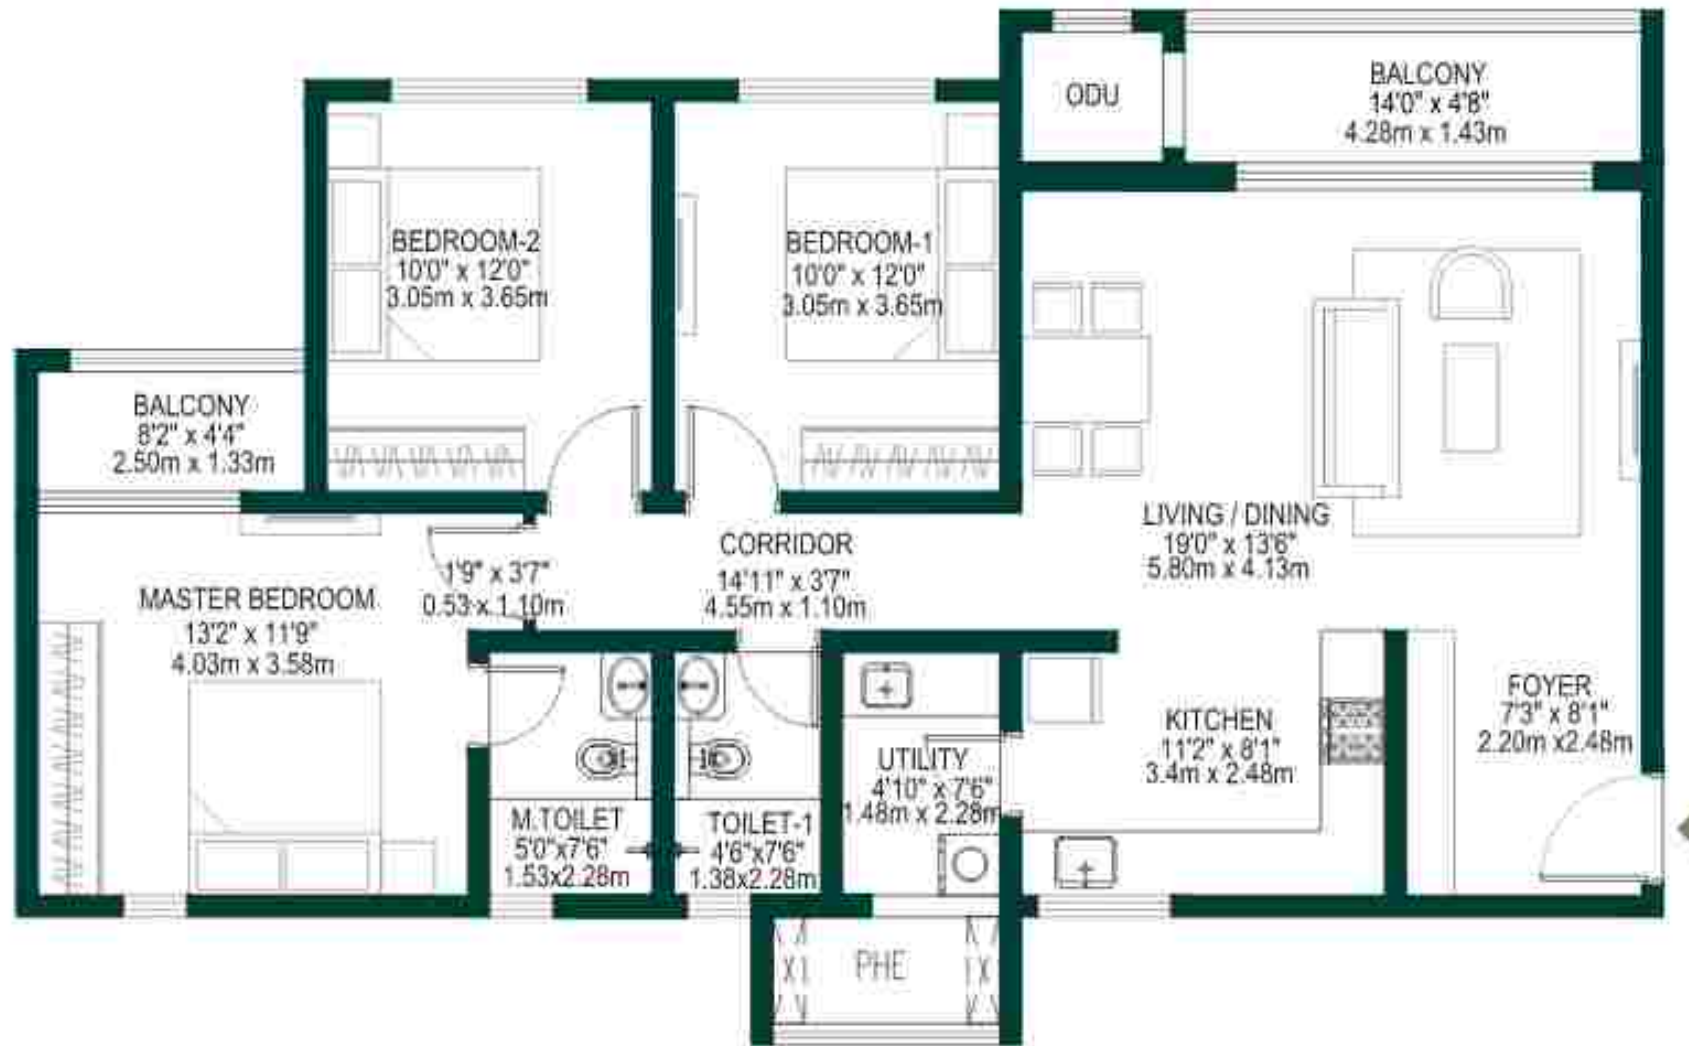 ODU
BALCONY
14'0" x 4'8"
4.28m x 1.43m
BEDROOM-2
10'0" x 12'0"
3.05m x 3.65m
BEDROOM-1
10'0" x 12'0"
3.05m x 3.65m
BALCONY
8'2" x 4'4"
2.50m x 1.33m
LIVING / DINING
19'0" x 13'6"
5.80m x 4.13m
CORRIDOR
14'11" x 3'7"
4.55m x 1.10m
1'9" x 3'7"
0.53 x 1.10m
MASTER BEDROOM
13'2" x 11'9"
4.03m x 3.58m
FOYER
7'3" x 8'1"
2.20m x2.48m
KITCHEN
11'2" x 8'1"
3.4m x 2.48m
UTILITY
4'10" x 7'6"
1.48m x 2.28m
M.TOILET
5'0"x7'6"
1.53x2.28m
TOILET-1
4'6"x7'6"
1.38x2.28m
PHE